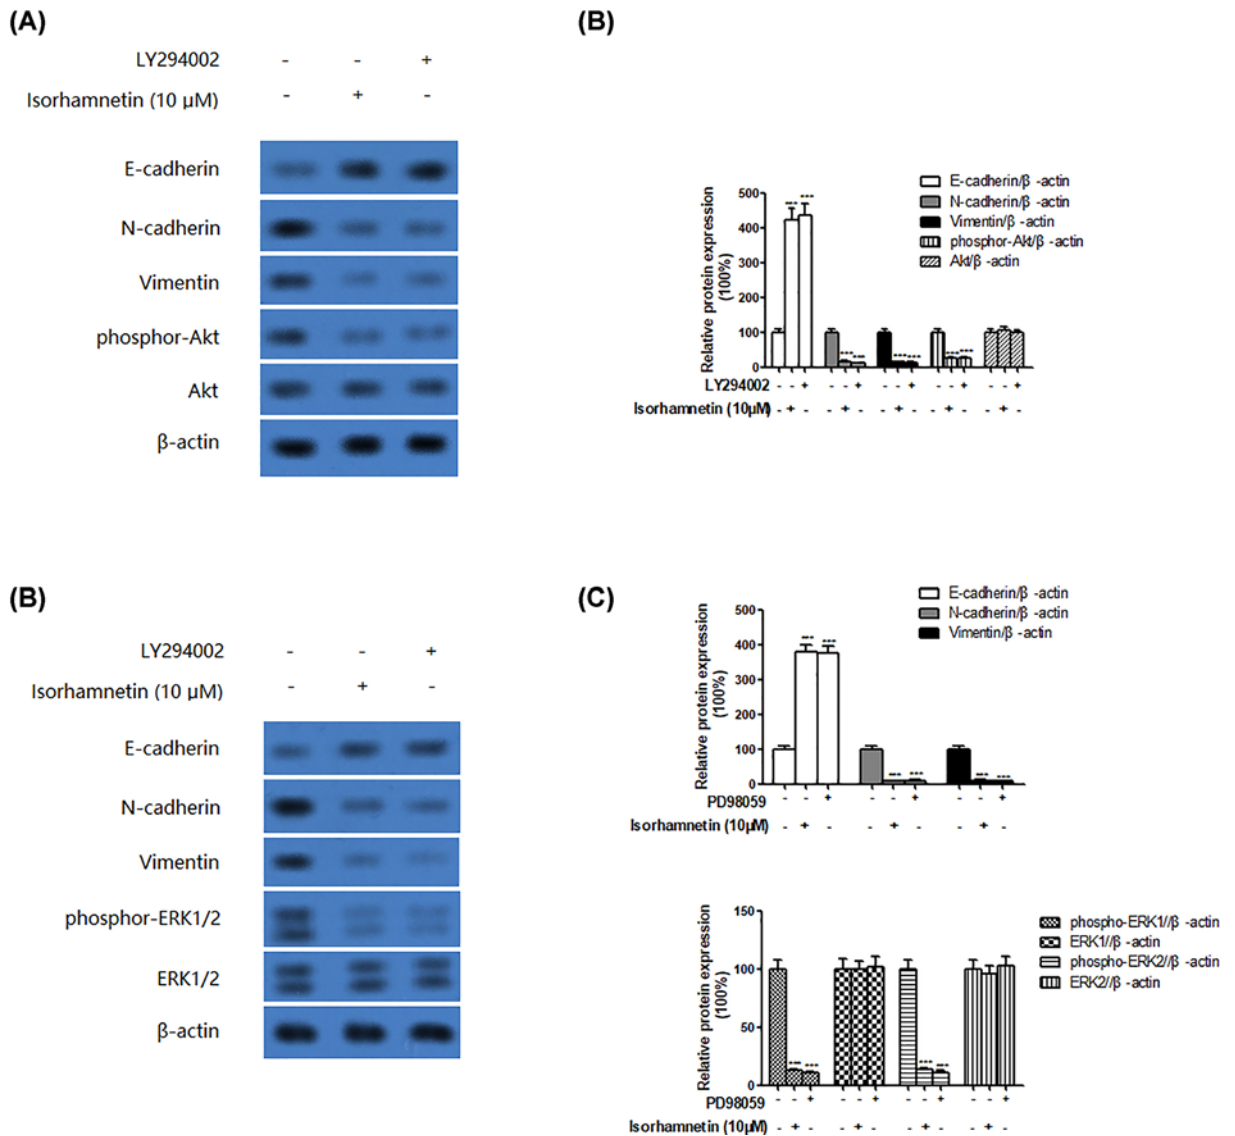 (A)
LY294002 - - +
Isorhamnetin (10 μM) - + -
E-cadherin
N-cadherin
Vimentin
phosphor-Akt
Akt
β-actin
(B)
E-cadherin/β -actin
N-cadherin/β -actin
Vimentin/β -actin
phosphor-Akt/β -actin
Akt/β -actin
Relative protein expression
(100%)
500
400
300
200
100
0
*** *** *** *** *** *** *** ***
LY294002 - - + - - + - - + - - + - - +
Isorhamnetin (10μM) - + - - + - - + - - + - - + -
(B)
LY294002 - - +
Isorhamnetin (10 μM) - + -
E-cadherin
N-cadherin
Vimentin
phosphor-ERK1/2
ERK1/2
β-actin
(C)
E-cadherin/β -actin
N-cadherin/β -actin
Vimentin/β -actin
Relative protein expression
(100%)
500
400
300
200
100
0
*** *** *** *** *** ***
PD98059 - - + - - + - - +
Isorhamnetin (10μM) - + - - + - - + -
phospho-ERK1//β -actin
ERK1//β -actin
phospho-ERK2//β -actin
ERK2//β -actin
Relative protein expression
(100%)
150
100
50
0
*** *** *** ***
PD98059 - - + - - + - - + - - +
Isorhamnetin (10μM) - + - - + - - + - - + -